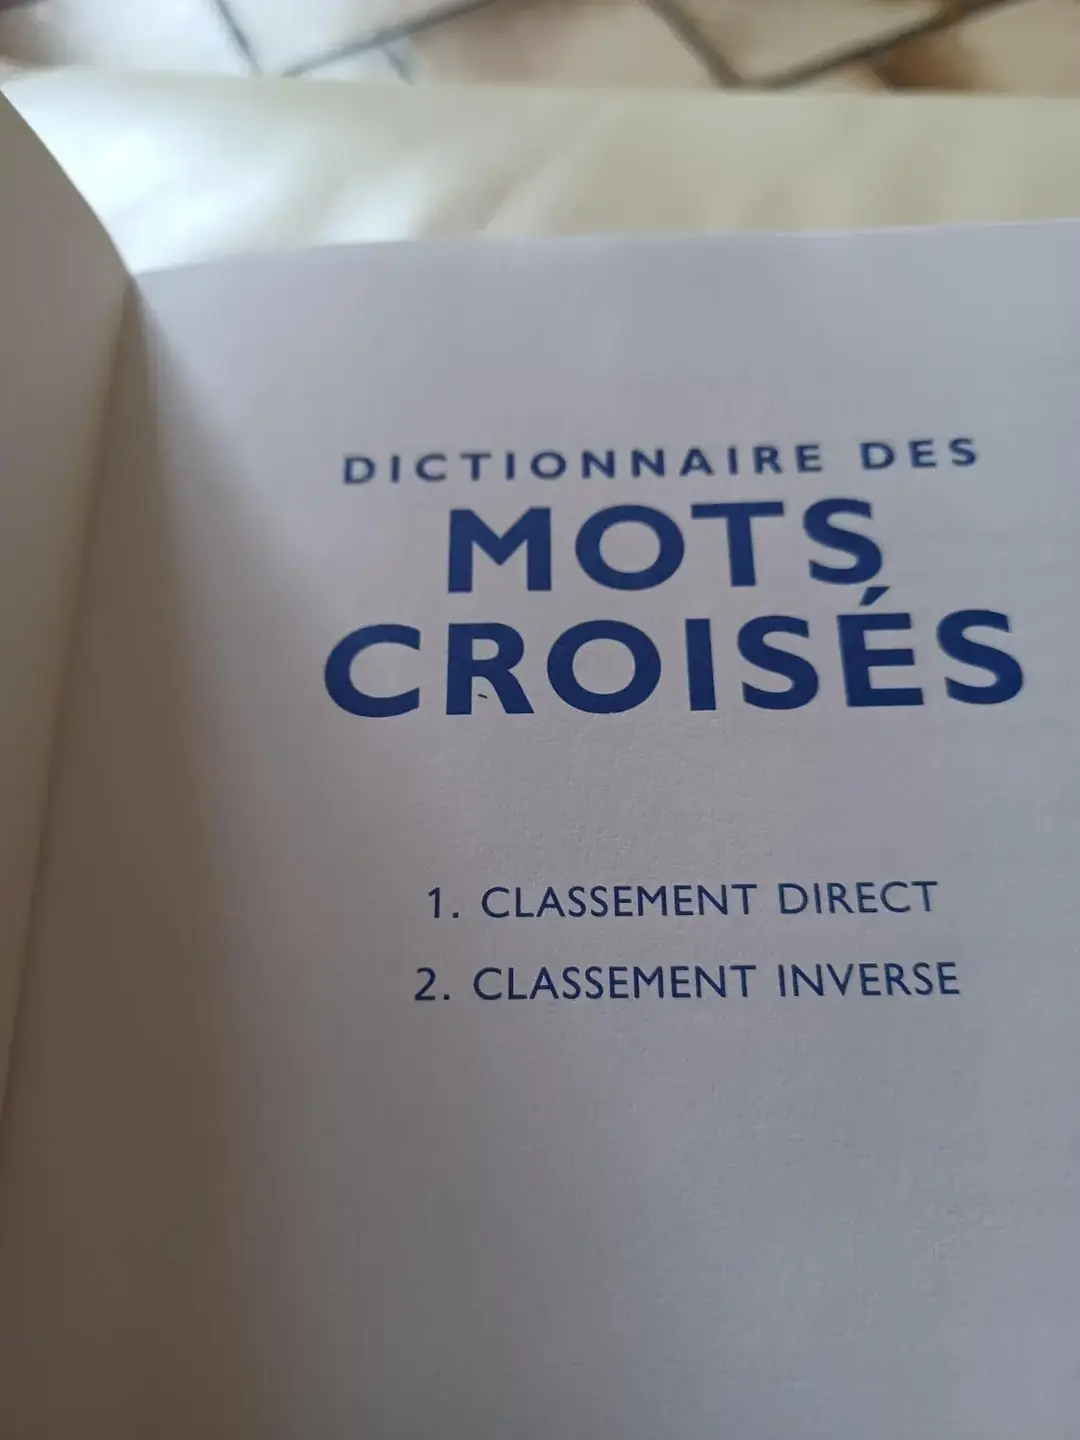 DICTIONNAIRE DES
MOTS
CROISÉS
1. CLASSEMENT DIRECT
2. CLASSEMENT INVERSE